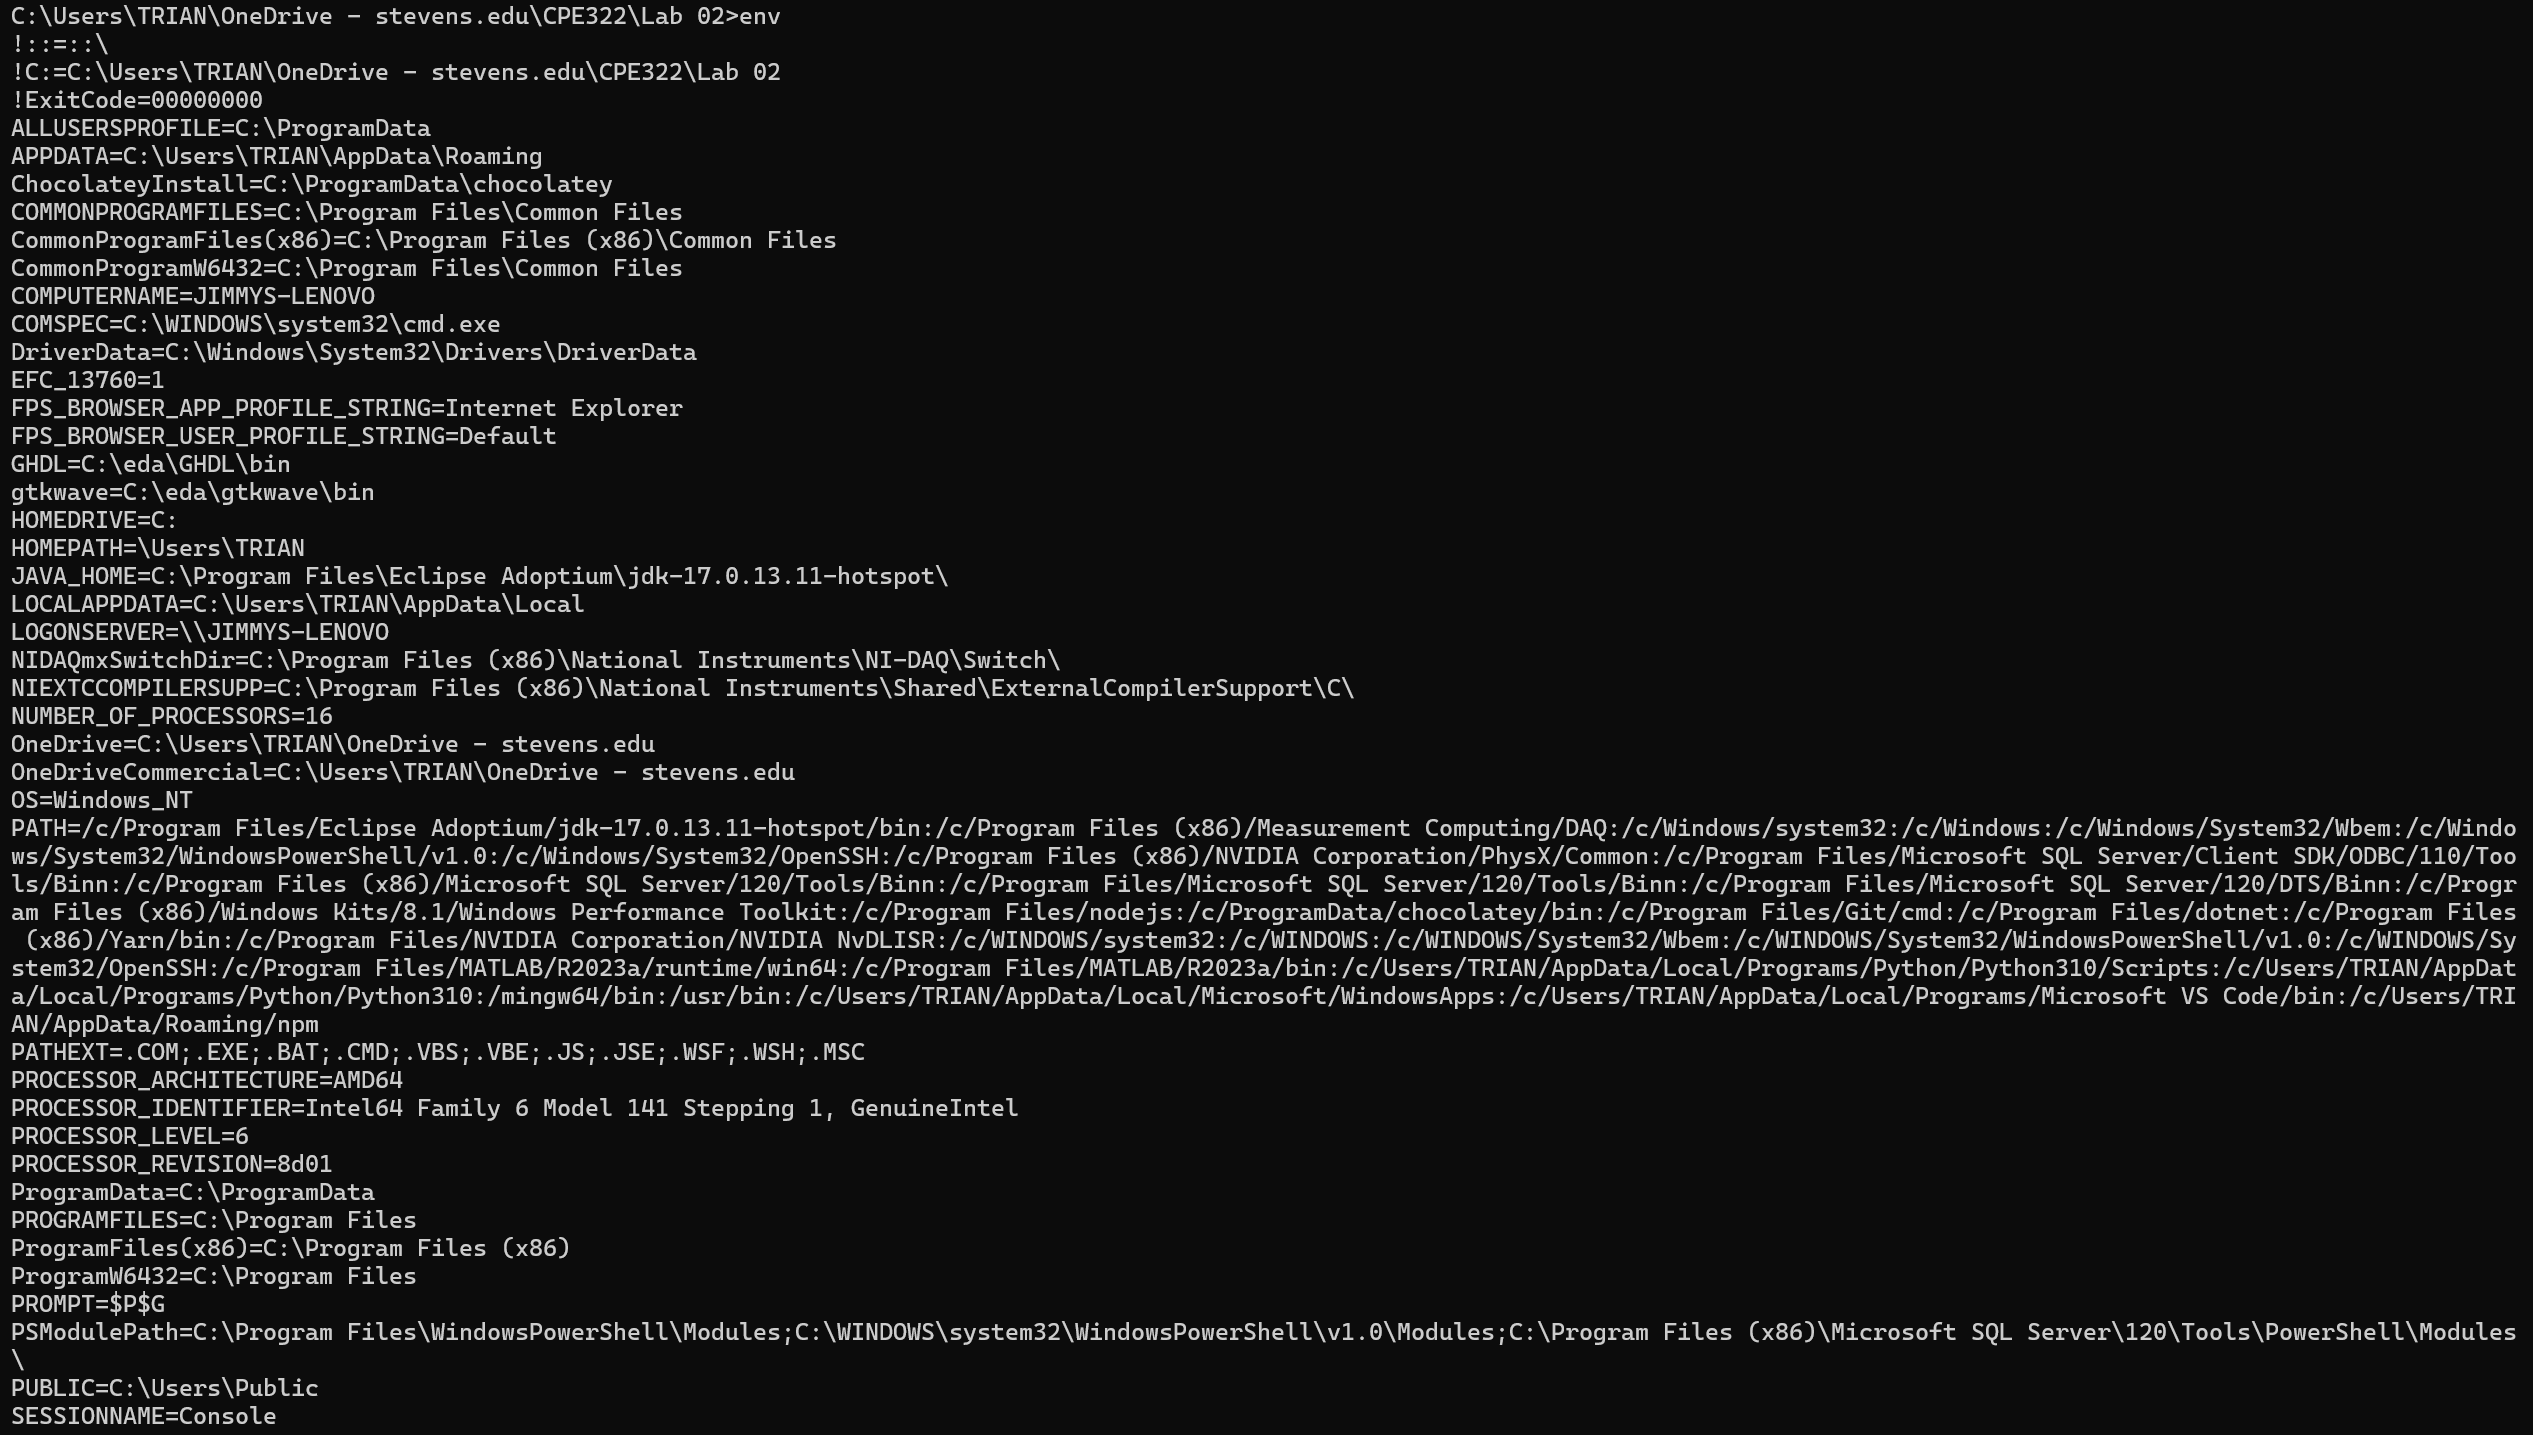 C:\Users\TRIAN\OneDrive - stevens.edu\CPE322\Lab 02>env
!::=::\
!C:=C:\Users\TRIAN\OneDrive - stevens.edu\CPE322\Lab 02
!ExitCode=00000000
ALLUSERSPROFILE=C:\ProgramData
APPDATA=C:\Users\TRIAN\AppData\Roaming
ChocolateyInstall=C:\ProgramData\chocolatey
COMMONPROGRAMFILES=C:\Program Files\Common Files
CommonProgramFiles(x86)=C:\Program Files (x86)\Common Files
CommonProgramW6432=C:\Program Files\Common Files
COMPUTERNAME=JIMMYS-LENOVO
COMSPEC=C:\WINDOWS\system32\cmd.exe
DriverData=C:\Windows\System32\Drivers\DriverData
EFC_13760=1
FPS_BROWSER_APP_PROFILE_STRING=Internet Explorer
FPS_BROWSER_USER_PROFILE_STRING=Default
GHDL=C:\eda\GHDL\bin
gtkwave=C:\eda\gtkwave\bin
HOMEDRIVE=C:
HOMEPATH=\Users\TRIAN
JAVA_HOME=C:\Program Files\Eclipse Adoptium\jdk-17.0.13.11-hotspot\
LOCALAPPDATA=C:\Users\TRIAN\AppData\Local
LOGONSERVER=\\JIMMYS-LENOVO
NIDAQmxSwitchDir=C:\Program Files (x86)\National Instruments\NI-DAQ\Switch\
NIEXTCCOMPILERSUPP=C:\Program Files (x86)\National Instruments\Shared\ExternalCompilerSupport\C\
NUMBER_OF_PROCESSORS=16
OneDrive=C:\Users\TRIAN\OneDrive - stevens.edu
OneDriveCommercial=C:\Users\TRIAN\OneDrive - stevens.edu
OS=Windows_NT
PATH=/c/Program Files/Eclipse Adoptium/jdk-17.0.13.11-hotspot/bin:/c/Program Files (x86)/Measurement Computing/DAQ:/c/Windows/system32:/c/Windows:/c/Windows/System32/Wbem:/c/Windo
ws/System32/WindowsPowerShell/v1.0:/c/Windows/System32/OpenSSH:/c/Program Files (x86)/NVIDIA Corporation/PhysX/Common:/c/Program Files/Microsoft SQL Server/Client SDK/ODBC/110/Too
ls/Binn:/c/Program Files (x86)/Microsoft SQL Server/120/Tools/Binn:/c/Program Files/Microsoft SQL Server/120/Tools/Binn:/c/Program Files/Microsoft SQL Server/120/DTS/Binn:/c/Progr
am Files (x86)/Windows Kits/8.1/Windows Performance Toolkit:/c/Program Files/nodejs:/c/ProgramData/chocolatey/bin:/c/Program Files/Git/cmd:/c/Program Files/dotnet:/c/Program Files
 (x86)/Yarn/bin:/c/Program Files/NVIDIA Corporation/NVIDIA NvDLISR:/c/WINDOWS/system32:/c/WINDOWS:/c/WINDOWS/System32/Wbem:/c/WINDOWS/System32/WindowsPowerShell/v1.0:/c/WINDOWS/Sy
stem32/OpenSSH:/c/Program Files/MATLAB/R2023a/runtime/win64:/c/Program Files/MATLAB/R2023a/bin:/c/Users/TRIAN/AppData/Local/Programs/Python/Python310/Scripts:/c/Users/TRIAN/AppDat
a/Local/Programs/Python/Python310:/mingw64/bin:/usr/bin:/c/Users/TRIAN/AppData/Local/Microsoft/WindowsApps:/c/Users/TRIAN/AppData/Local/Programs/Microsoft VS Code/bin:/c/Users/TRI
AN/AppData/Roaming/npm
PATHEXT=.COM;.EXE;.BAT;.CMD;.VBS;.VBE;.JS;.JSE;.WSF;.WSH;.MSC
PROCESSOR_ARCHITECTURE=AMD64
PROCESSOR_IDENTIFIER=Intel64 Family 6 Model 141 Stepping 1, GenuineIntel
PROCESSOR_LEVEL=6
PROCESSOR_REVISION=8d01
ProgramData=C:\ProgramData
PROGRAMFILES=C:\Program Files
ProgramFiles(x86)=C:\Program Files (x86)
ProgramW6432=C:\Program Files
PROMPT=$P$G
PSModulePath=C:\Program Files\WindowsPowerShell\Modules;C:\WINDOWS\system32\WindowsPowerShell\v1.0\Modules;C:\Program Files (x86)\Microsoft SQL Server\120\Tools\PowerShell\Modules
\
PUBLIC=C:\Users\Public
SESSIONNAME=Console